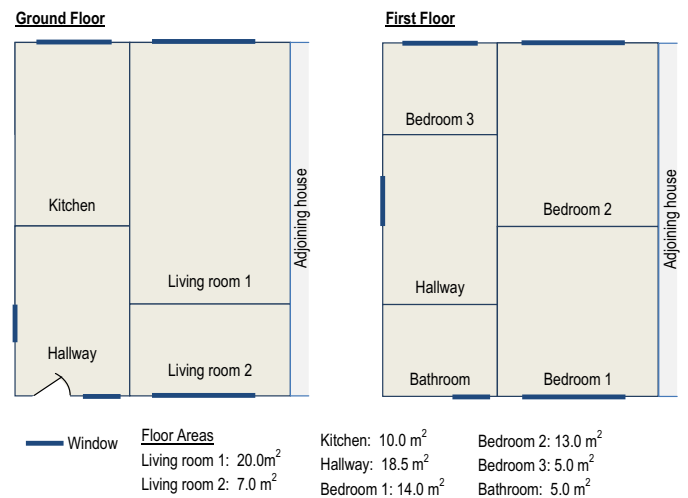 Ground Floor
First Floor
Kitchen
Living room 1
Hallway
Living room 2
Adjoining house
Bedroom 3
Bedroom 2
Hallway
Bathroom
Bedroom 1
Adjoining house
Window
Floor Areas
Living room 1: 20.0m²
Living room 2: 7.0 m²
Kitchen: 10.0 m²
Hallway: 18.5 m²
Bedroom 1: 14.0 m²
Bedroom 2: 13.0 m²
Bedroom 3: 5.0 m²
Bathroom: 5.0 m²